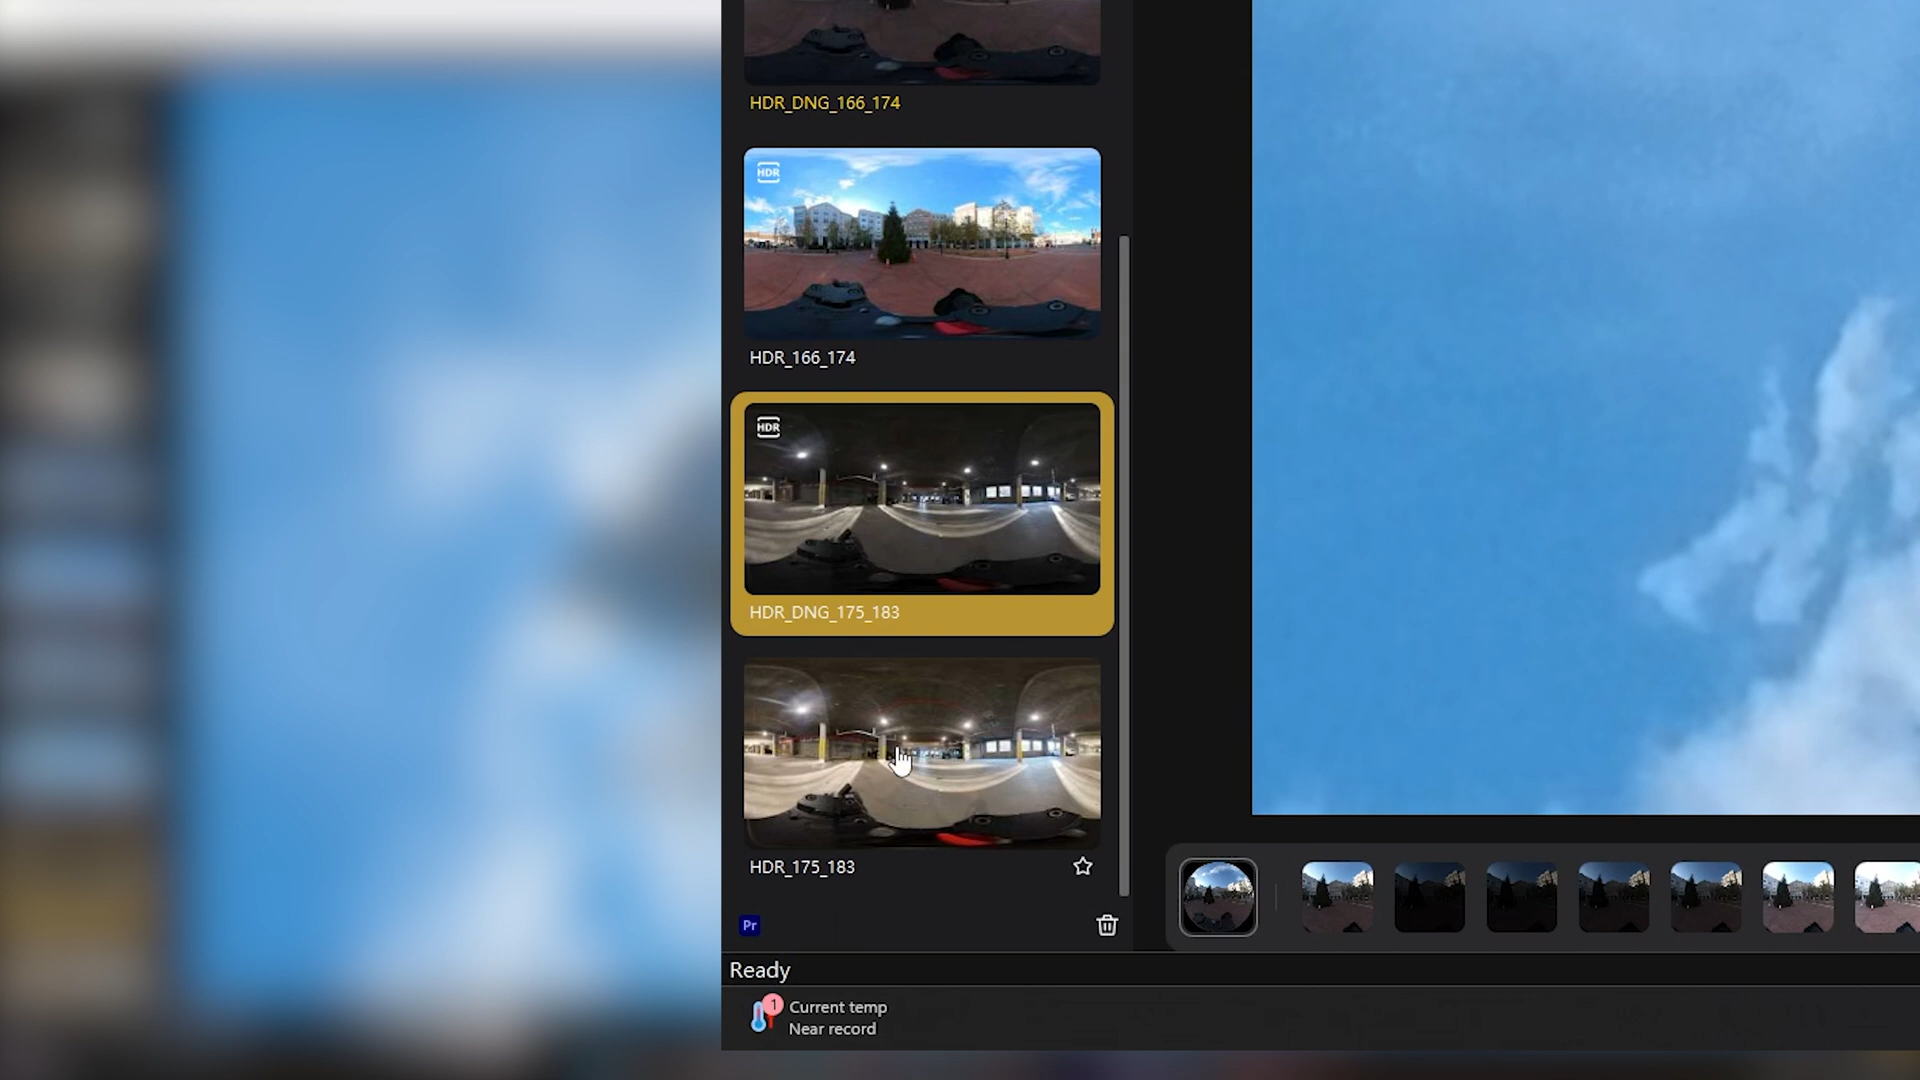 HDR_DNG_166_174
HDR
HDR_166_174
HDR
HDR_DNG_175_183
HDR_175_183
Pr
Ready
1
Current temp
Near record